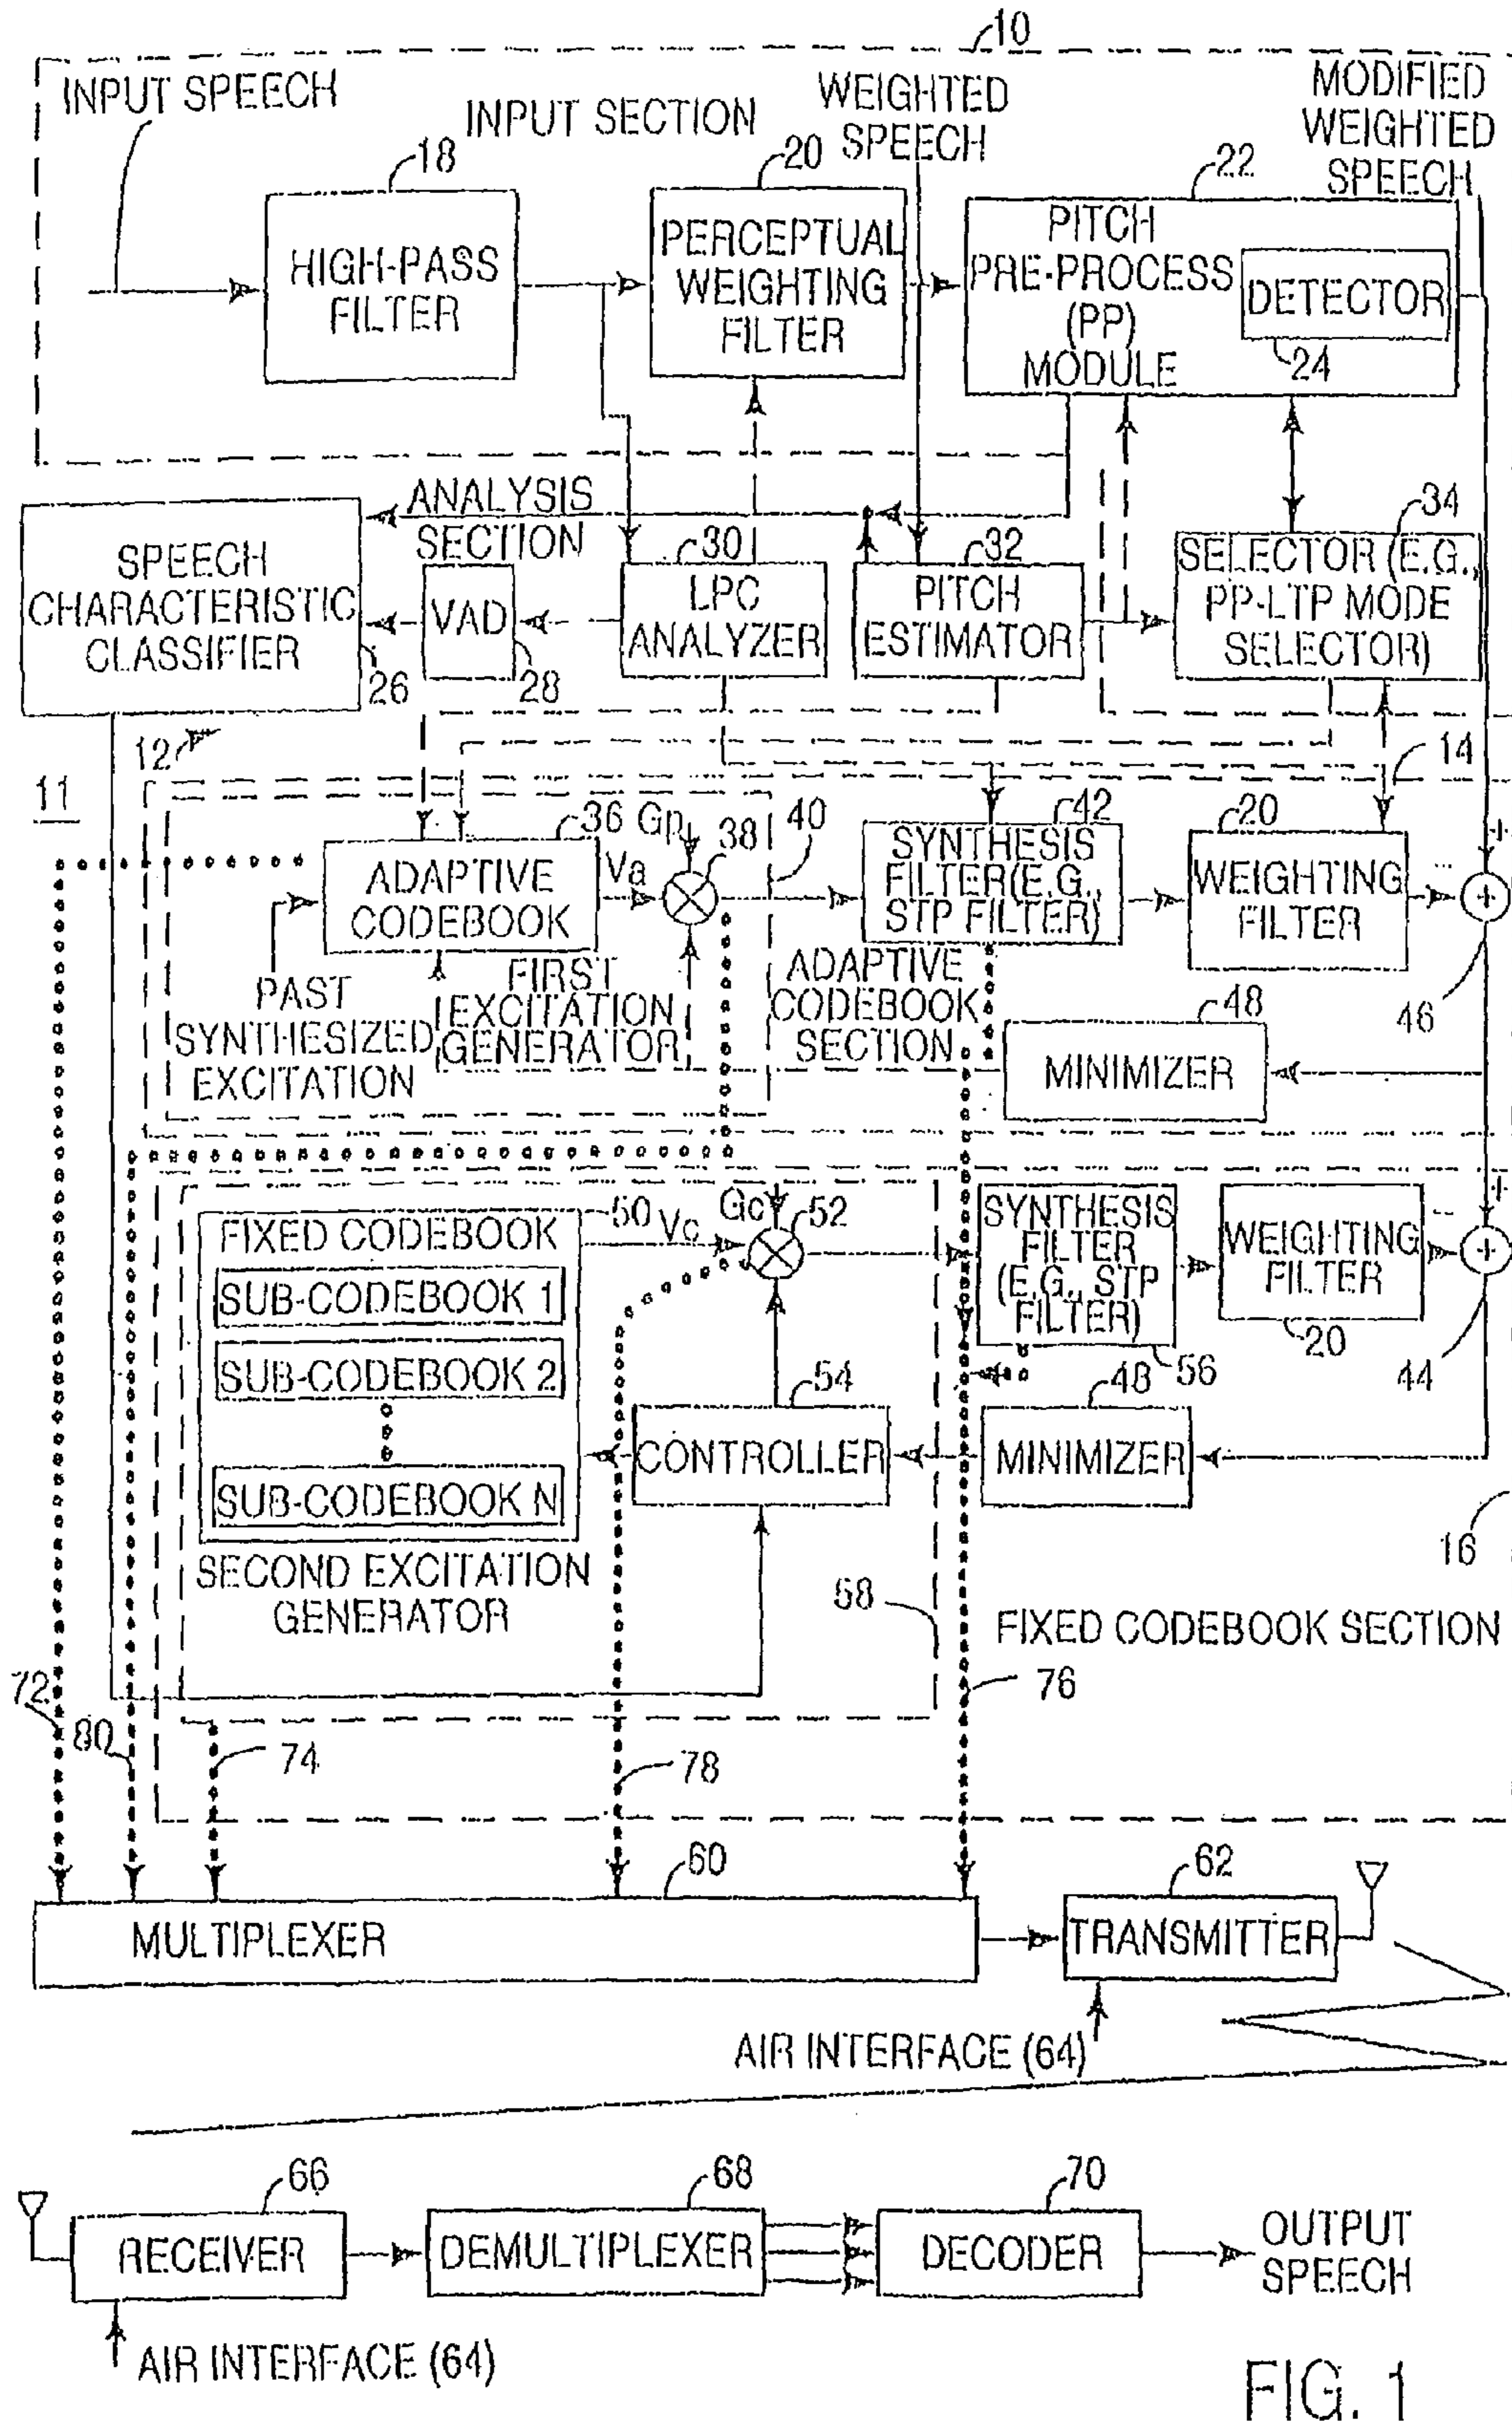 10
INPUT SPEECH
INPUT SECTION
WEIGHTED
SPEECH
MODIFIED
WEIGHTED
SPEECH
18
HIGH-PASS
FILTER
20
PERCEPTUAL
WEIGHTING
FILTER
22
PITCH
PRE-PROCESS
(PP)
MODULE
DETECTOR
24
ANALYSIS
SECTION
SPEECH
CHARACTERISTIC
CLASSIFIER
26
VAD
28
30
LPC
ANALYZER
32
PITCH
ESTIMATOR
34
SELECTOR (E.G.,
PP-LTP MODE
SELECTOR)
12
11
14
36
Gp
38
40
ADAPTIVE
CODEBOOK
Va
42
SYNTHESIS
FILTER(E.G.,
STP FILTER)
20
WEIGHTING
FILTER
+
-
+
46
PAST
SYNTHESIZED
EXCITATION
FIRST
EXCITATION
GENERATOR
ADAPTIVE
CODEBOOK
SECTION
48
MINIMIZER
50
FIXED CODEBOOK
SUB-CODEBOOK 1
SUB-CODEBOOK 2
SUB-CODEBOOK N
Vc
Gc
52
SYNTHESIS
FILTER
(E.G., STP
FILTER)
56
WEIGHTING
FILTER
20
+
-
+
44
54
CONTROLLER
48
MINIMIZER
16
SECOND EXCITATION
GENERATOR
58
FIXED CODEBOOK SECTION
72
80
74
78
76
60
MULTIPLEXER
62
TRANSMITTER
AIR INTERFACE (64)
66
RECEIVER
68
DEMULTIPLEXER
70
DECODER
OUTPUT
SPEECH
AIR INTERFACE (64)
FIG. 1